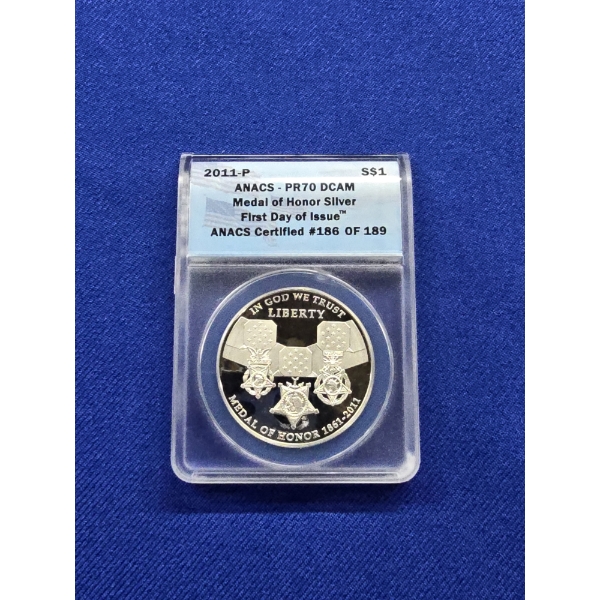 2011-P S$1
ANACS - PR70 DCAM
Medal of Honor Silver
First Day of Issue™
ANACS Certified #186 OF 189
IN GOD WE TRUST
LIBERTY
MEDAL OF HONOR 1861-2011